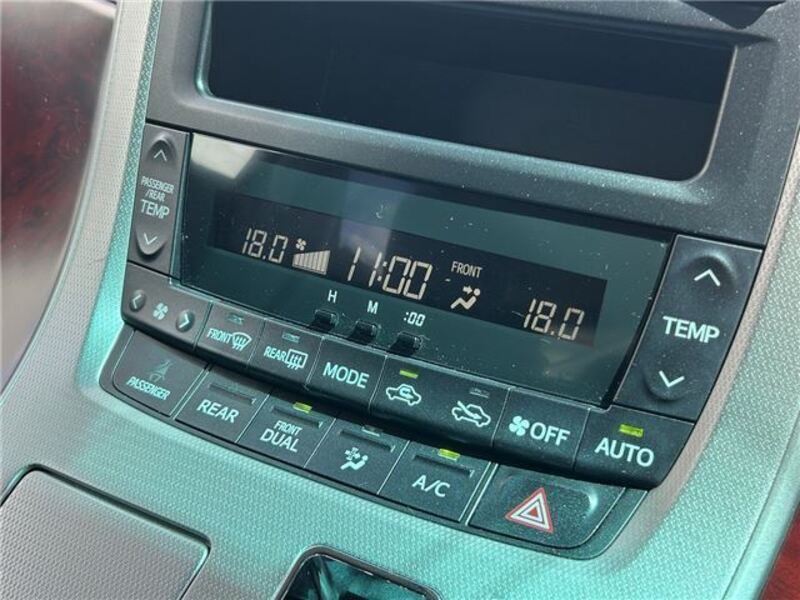 PASSENGER
/REAR
TEMP
18.0
11:00
FRONT
18.0
H M :00
TEMP
FRONT
REAR
MODE
OFF
AUTO
PASSENGER
REAR
FRONT
DUAL
A/C